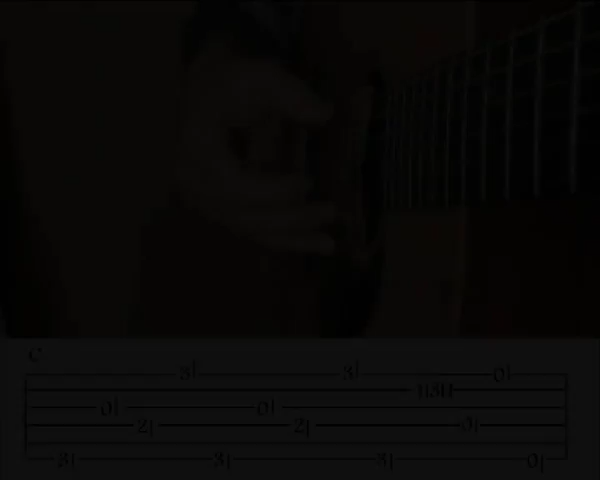 C
3 3 0
0 0
2 2 0
3 3 3 0